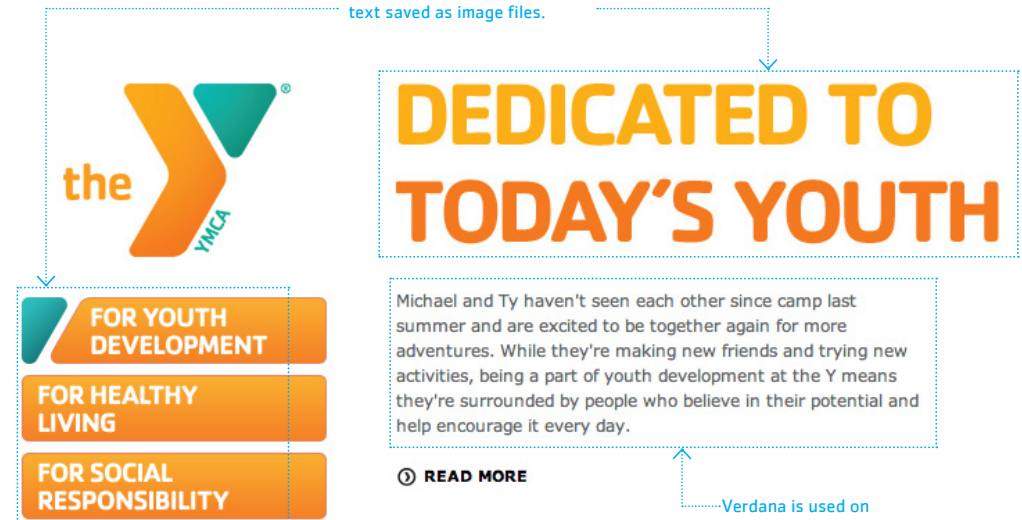 text saved as image files.
the
YMCA
®
DEDICATED TO
TODAY'S YOUTH
FOR YOUTH
DEVELOPMENT
FOR HEALTHY
LIVING
FOR SOCIAL
RESPONSIBILITY
Michael and Ty haven't seen each other since camp last
summer and are excited to be together again for more
adventures. While they're making new friends and trying new
activities, being a part of youth development at the Y means
they're surrounded by people who believe in their potential and
help encourage it every day.
READ MORE
Verdana is used on